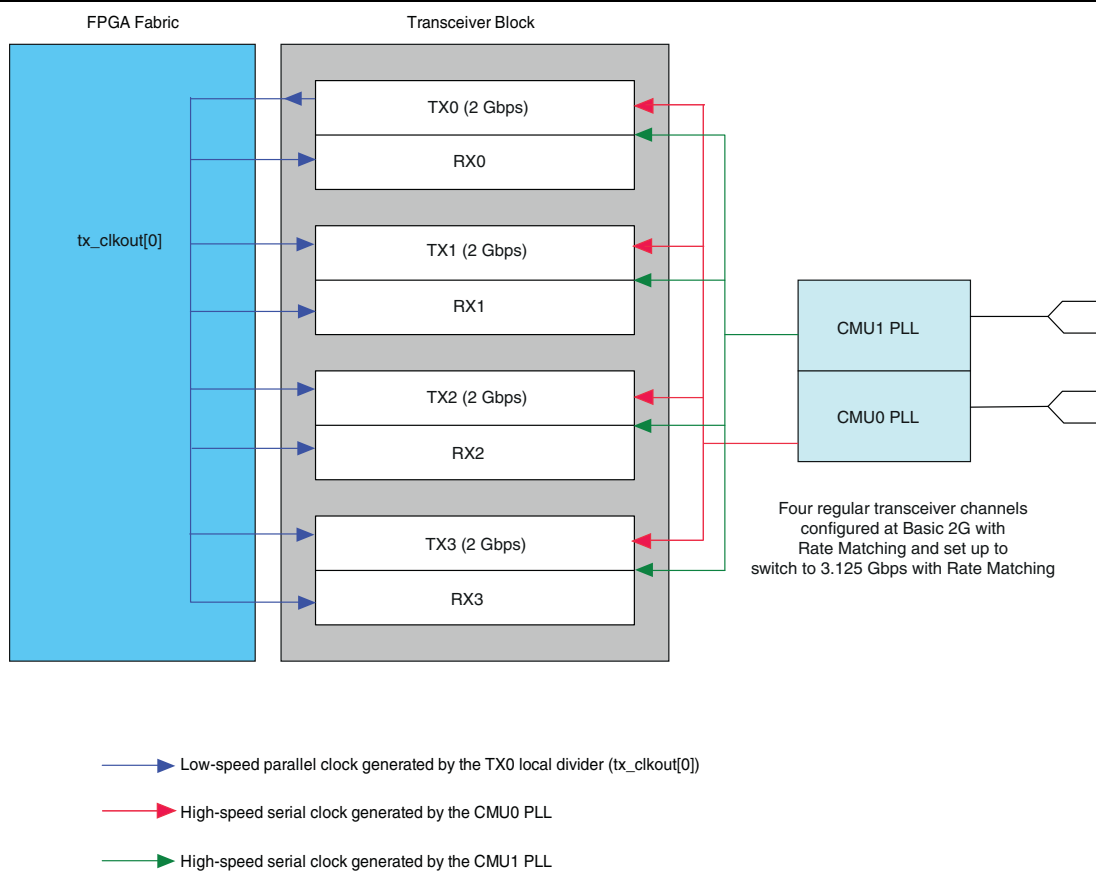 FPGA Fabric
Transceiver Block
TX0 (2 Gbps)
RX0
tx_clkout[0]
TX1 (2 Gbps)
RX1
CMU1 PLL
TX2 (2 Gbps)
CMU0 PLL
RX2
Four regular transceiver channels
configured at Basic 2G with
Rate Matching and set up to
switch to 3.125 Gbps with Rate Matching
TX3 (2 Gbps)
RX3
Low-speed parallel clock generated by the TX0 local divider (tx_clkout[0])
High-speed serial clock generated by the CMU0 PLL
High-speed serial clock generated by the CMU1 PLL